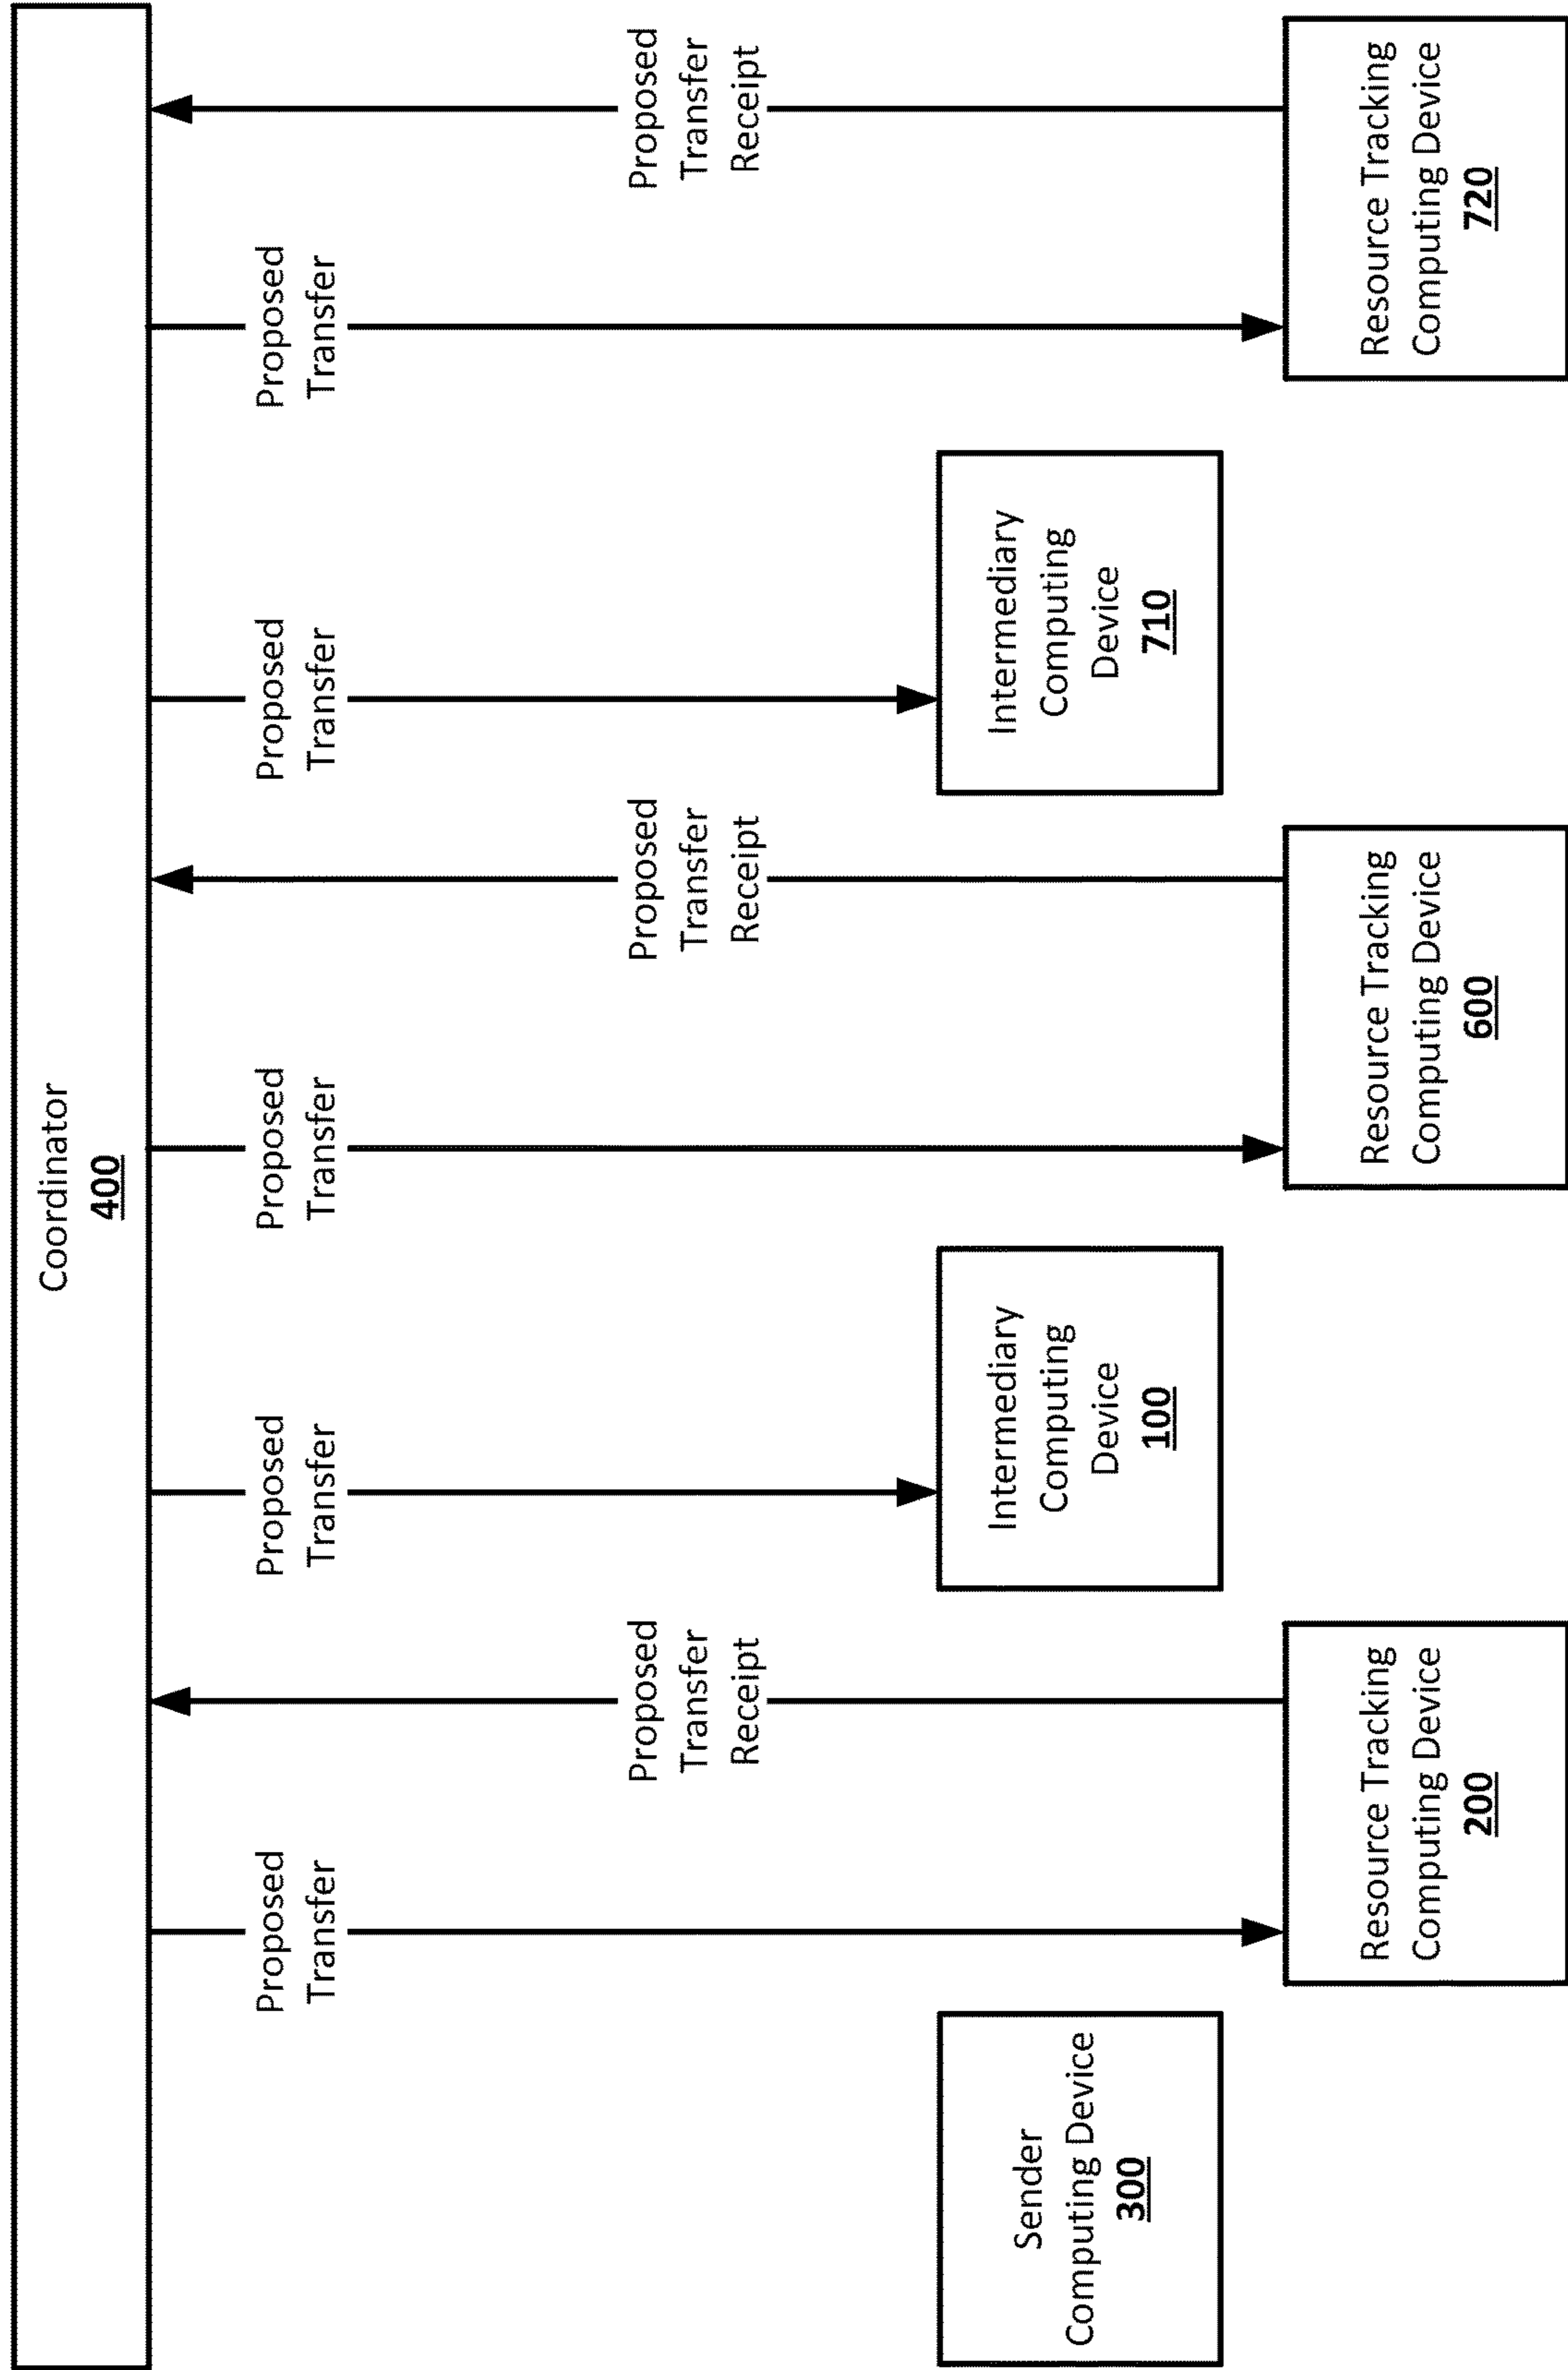 Coordinator
400
Proposed
Transfer
Proposed
Transfer
Proposed
Transfer
Proposed
Transfer
Proposed
Transfer
Proposed
Transfer
Receipt
Proposed
Transfer
Receipt
Proposed
Transfer
Receipt
Sender
Computing Device
300
Intermediary
Computing
Device
100
Intermediary
Computing
Device
710
Resource Tracking
Computing Device
200
Resource Tracking
Computing Device
600
Resource Tracking
Computing Device
720